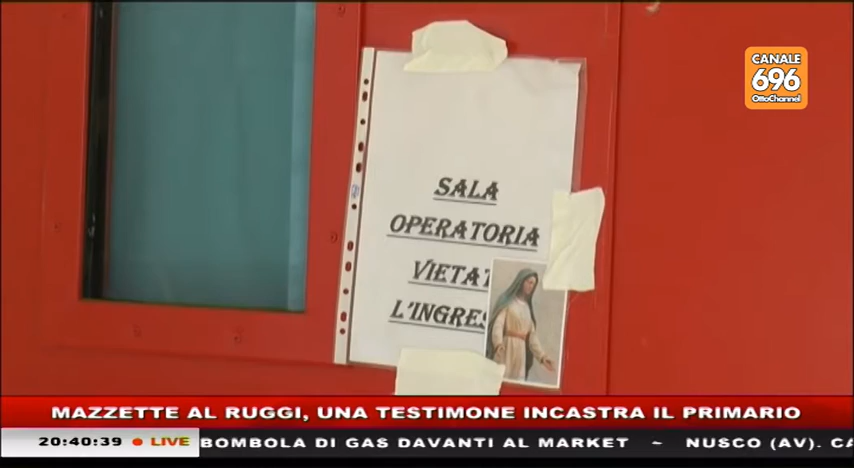 CANALE
696
OttoChannel
SALA
OPERATORIA
VIETAT
L'INGRES
MAZZETTE AL RUGGI, UNA TESTIMONE INCASTRA IL PRIMARIO
20:40:39 ● LIVE BOMBOLA DI GAS DAVANTI AL MARKET ~ NUSCO (AV). CA